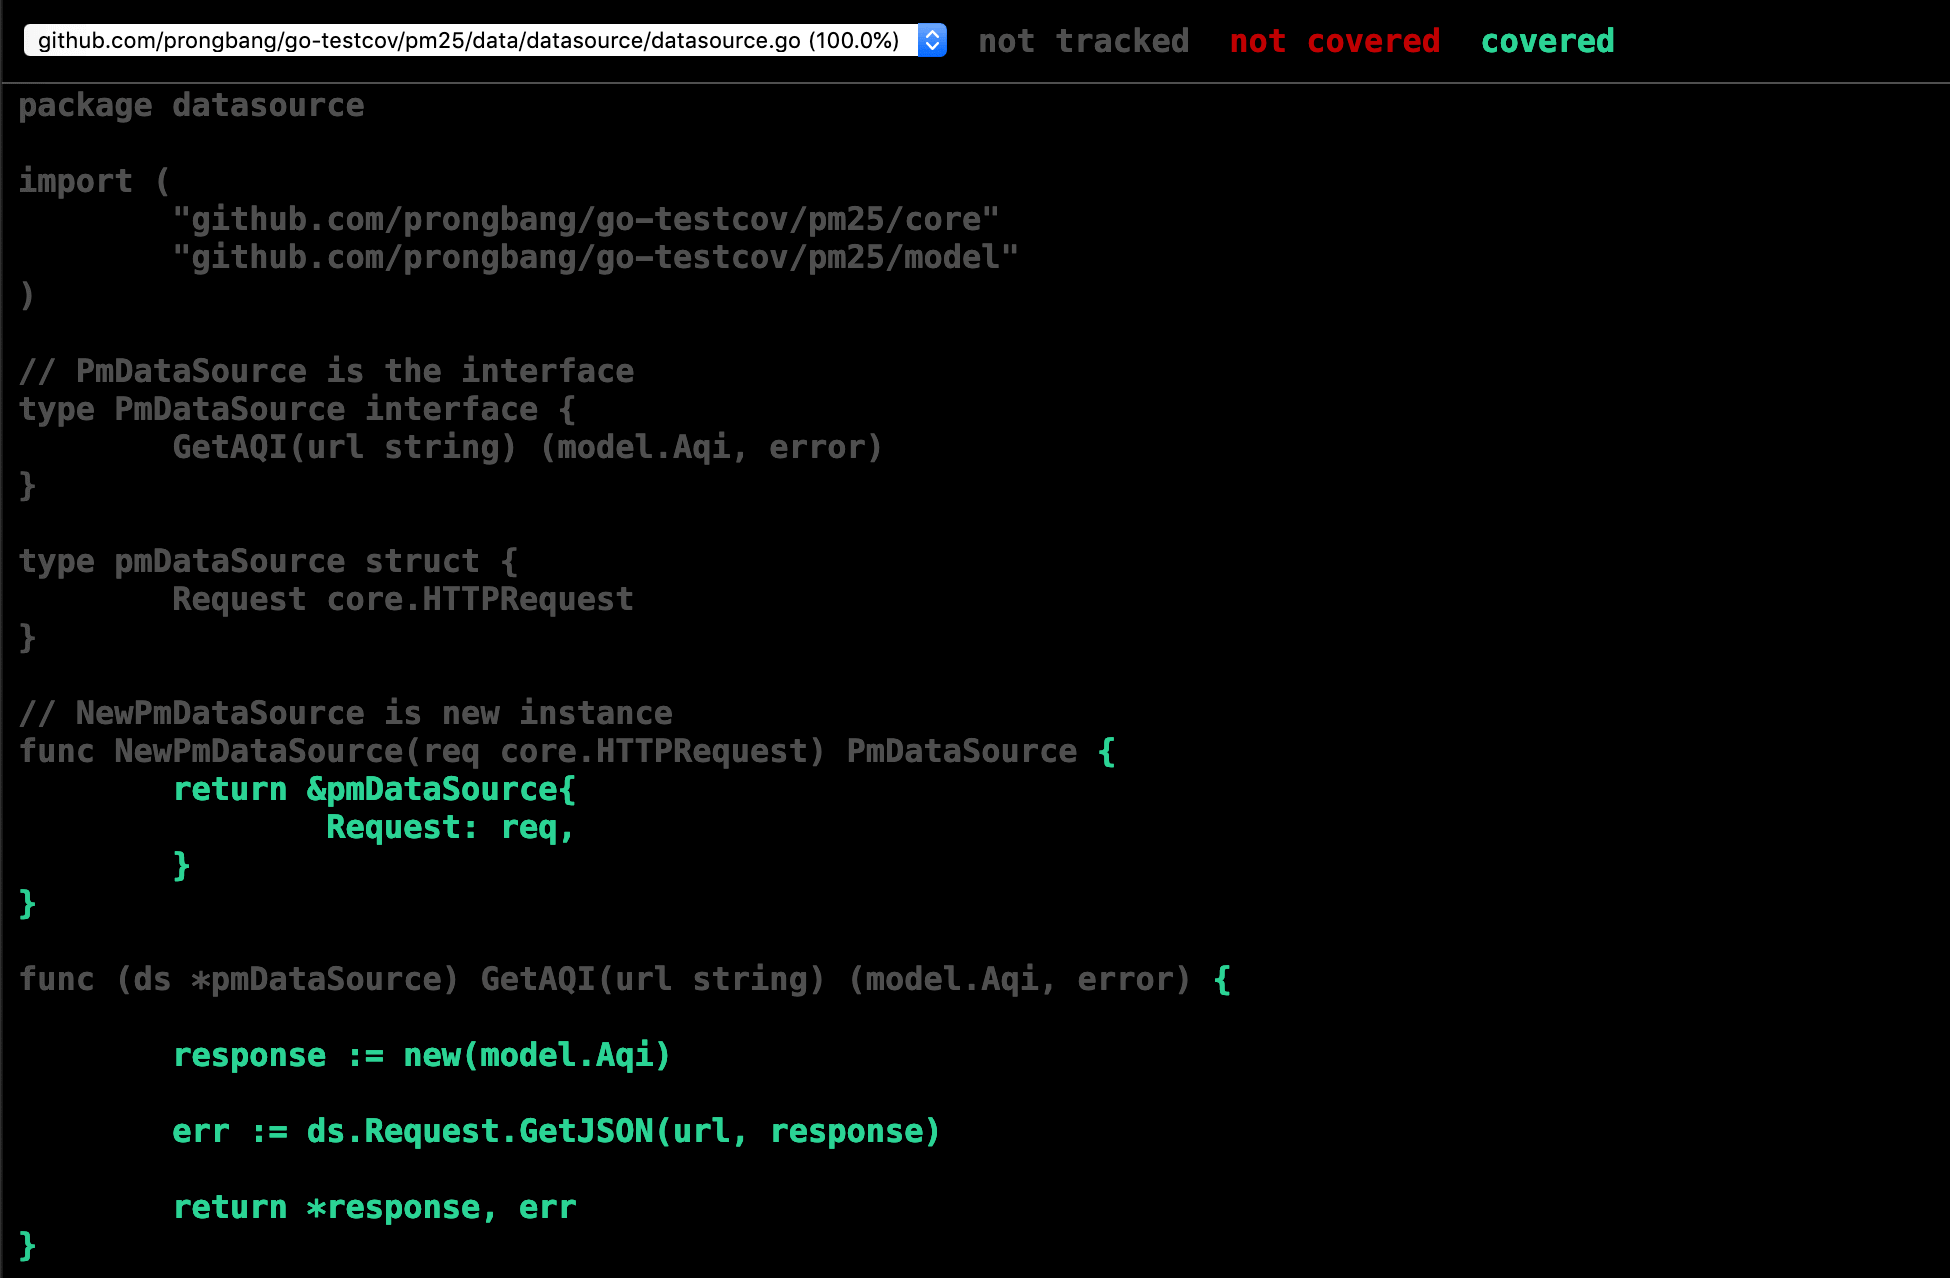 github.com/prongbang/go-testcov/pm25/data/datasource/datasource.go (100.0%) not tracked not covered covered
package datasource
import (
"github.com/prongbang/go-testcov/pm25/core"
"github.com/prongbang/go-testcov/pm25/model"
)
// PmDataSource is the interface
type PmDataSource interface {
GetAQI(url string) (model.Aqi, error)
}
type pmDataSource struct {
Request core.HTTPRequest
}
// NewPmDataSource is new instance
func NewPmDataSource(req core.HTTPRequest) PmDataSource {
return &pmDataSource{
Request: req,
}
}
func (ds *pmDataSource) GetAQI(url string) (model.Aqi, error) {
response := new(model.Aqi)
err := ds.Request.GetJSON(url, response)
return *response, err
}